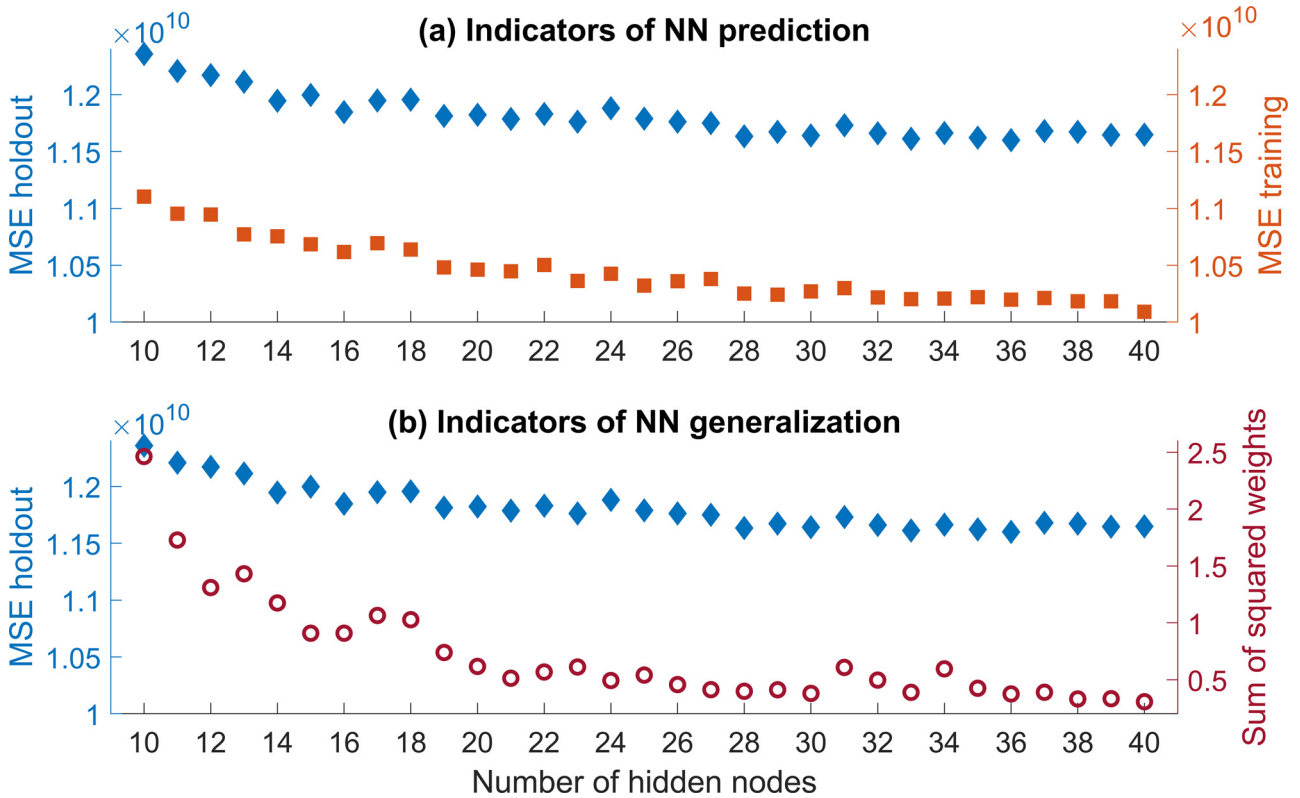 (a) Indicators of NN prediction
×10^10
×10^10
MSE holdout
1.2
1.15
1.1
1.05
1
MSE training
1.2
1.15
1.1
1.05
1
10 12 14 16 18 20 22 24 26 28 30 32 34 36 38 40
(b) Indicators of NN generalization
×10^10
MSE holdout
1.2
1.15
1.1
1.05
1
Sum of squared weights
2.5
2
1.5
1
0.5
10 12 14 16 18 20 22 24 26 28 30 32 34 36 38 40
Number of hidden nodes